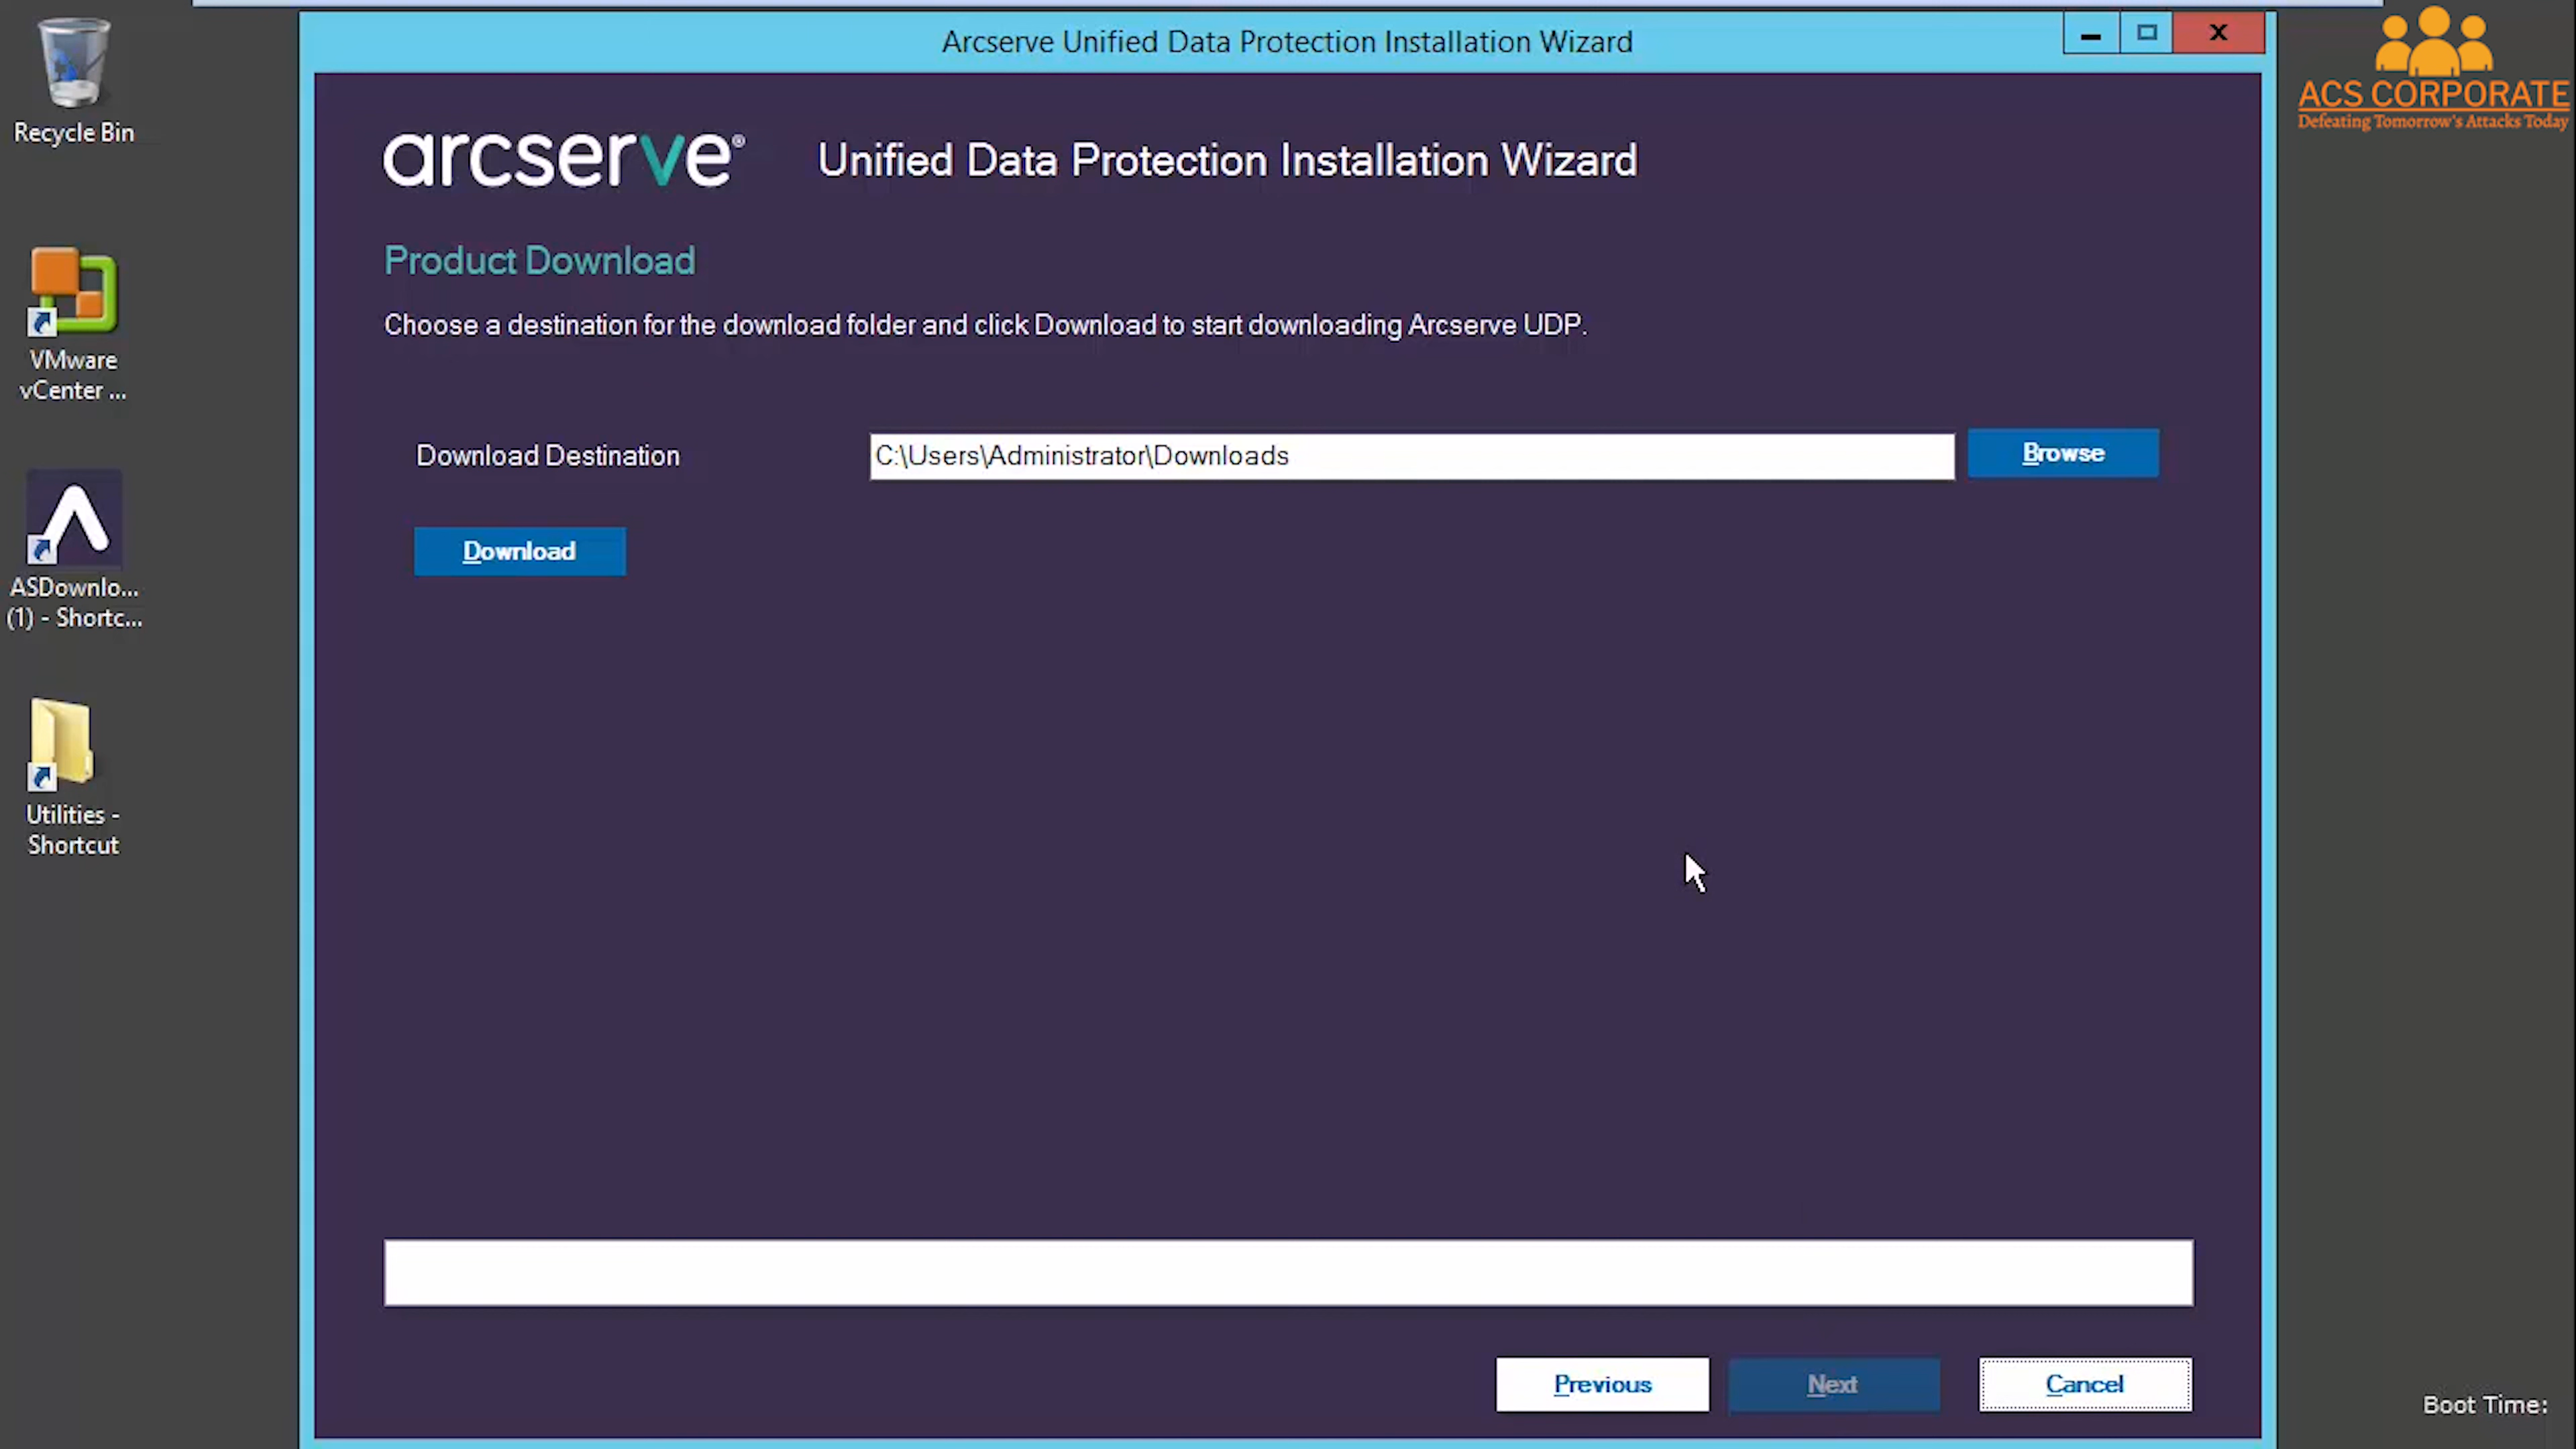 Arcserve Unified Data Protection Installation Wizard
ACS CORPORATE
Defeating Tomorrow's Attacks Today
Recycle Bin
VMware
vCenter ...
ASDownlo...
(1) - Shortc...
Utilities -
Shortcut
arcserve®
Unified Data Protection Installation Wizard
Product Download
Choose a destination for the download folder and click Download to start downloading Arcserve UDP.
Download Destination
C:\Users\Administrator\Downloads
Browse
Download
Previous
Next
Cancel
Boot Time: